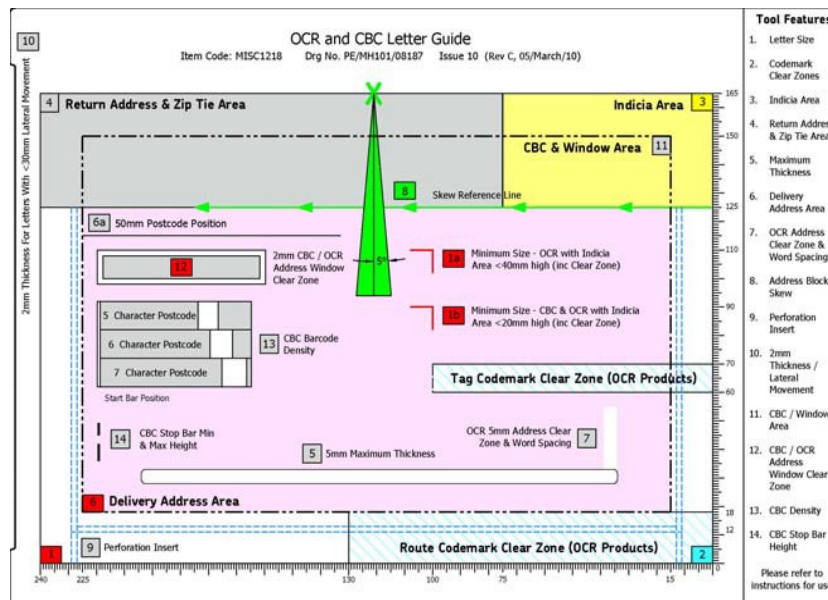 OCR and CBC Letter Guide
Item Code: MISC1218 Drg No. PE/MH101/08187 Issue 10 (Rev C, 05/March/10)
10
2mm Thickness For Letters With <30mm Lateral Movement
4 Return Address & Zip Tie Area
Indicia Area 3
CBC & Window Area 11
8 Skew Reference Line
6a 50mm Postcode Position
12
2mm CBC / OCR
Address Window
Clear Zone
5°
1a Minimum Size - OCR with Indicia
Area <40mm high (inc Clear Zone)
1b Minimum Size - CBC & OCR with Indicia
Area <20mm high (inc Clear Zone)
5 Character Postcode
6 Character Postcode
7 Character Postcode
Start Bar Position
13 CBC Barcode
Density
Tag Codemark Clear Zone (OCR Products)
14 CBC Stop Bar Min
& Max Height
5 5mm Maximum Thickness
OCR 5mm Address Clear
Zone & Word Spacing 7
6 Delivery Address Area
1
9 Perforation Insert
Route Codemark Clear Zone (OCR Products)
2
240 225 130 100 75 15 0
165
150
125
110
90
70
60
18
12
0
Tool Features
1. Letter Size
2. Codemark
Clear Zones
3. Indicia Area
4. Return Address
& Zip Tie Area
5. Maximum
Thickness
6. Delivery
Address Area
7. OCR Address
Clear Zone &
Word Spacing
8. Address Block
Skew
9. Perforation
Insert
10. 2mm
Thickness /
Lateral
Movement
11. CBC / Window
Area
12. CBC / OCR
Address
Window Clear
Zone
13. CBC Density
14. CBC Stop Bar
Height
Please refer to
instructions for use